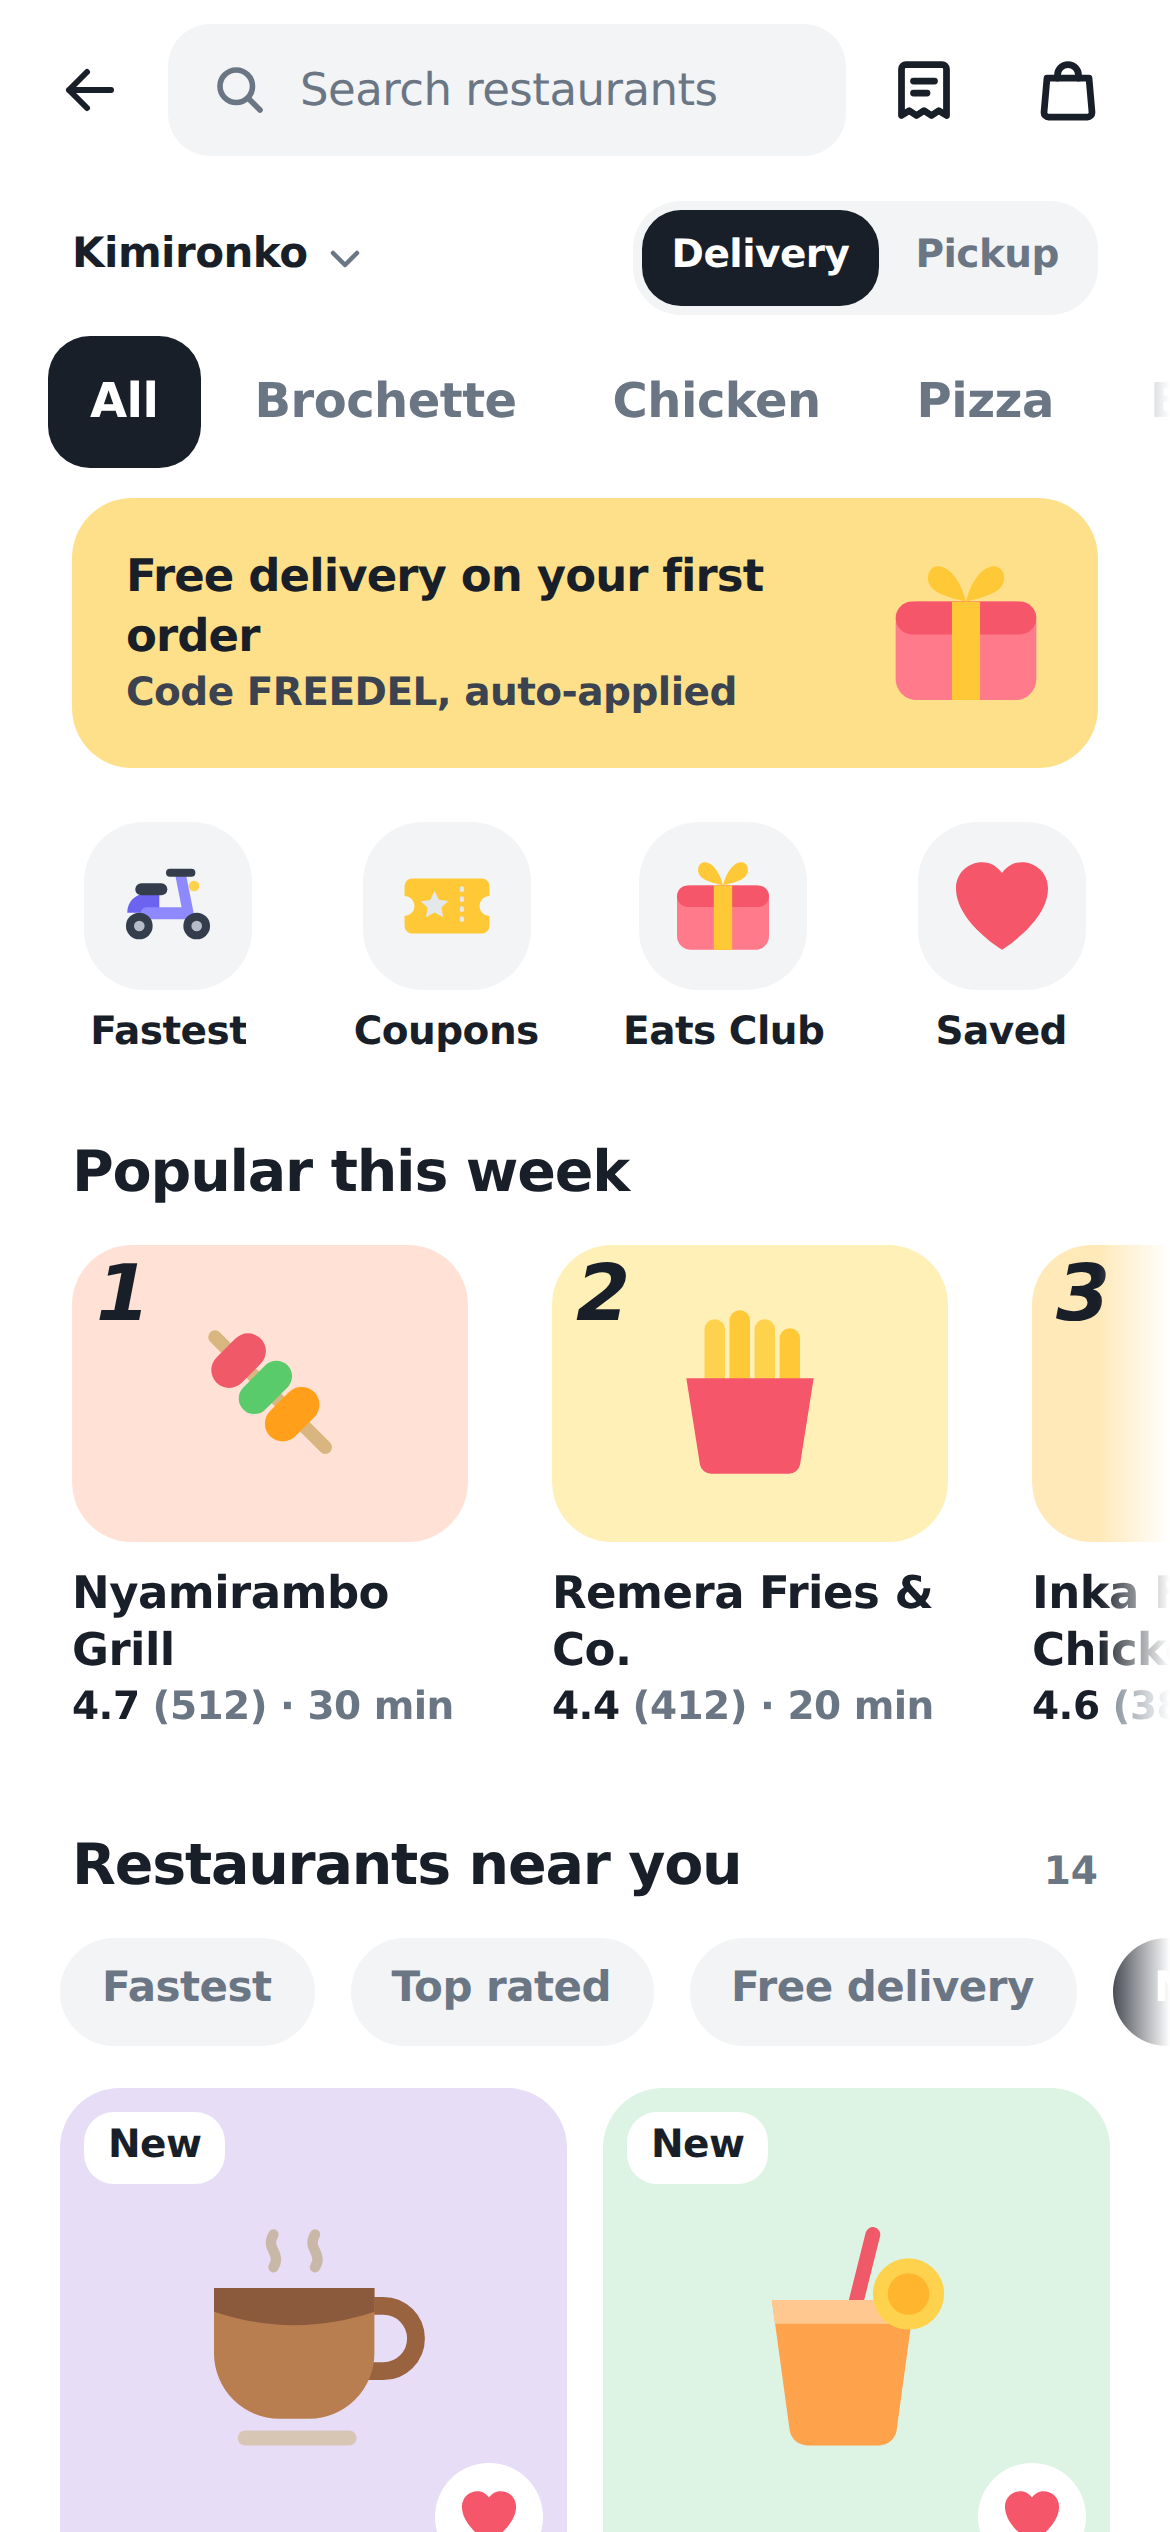 Search restaurants
Kimironko
Delivery
Pickup
All
Brochette
Chicken
Pizza
Free delivery on your first
order
Code FREEDEL, auto-applied
Fastest
Coupons
Eats Club
Saved
Popular this week
1
2
3
Nyamirambo
Grill
4.7 (512) · 30 min
Remera Fries &
Co.
4.4 (412) · 20 min
Inka
4.6
Restaurants near you
14
Fastest
Top rated
Free delivery
New
New